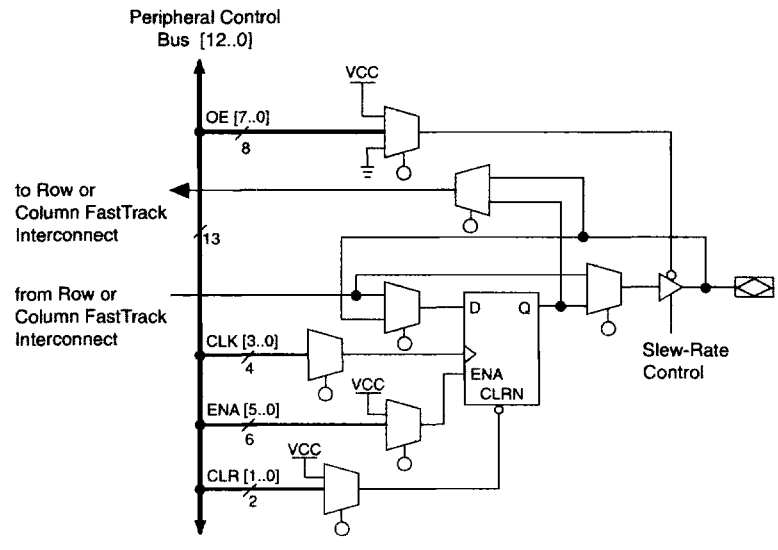 Peripheral Control
Bus [12..0]
VCC
OE [7..0]
8
to Row or
Column FastTrack
Interconnect
13
from Row or
Column FastTrack
Interconnect
D
Q
CLK [3..0]
4
ENA
CLRN
Slew-Rate
Control
VCC
ENA [5..0]
6
VCC
CLR [1..0]
2